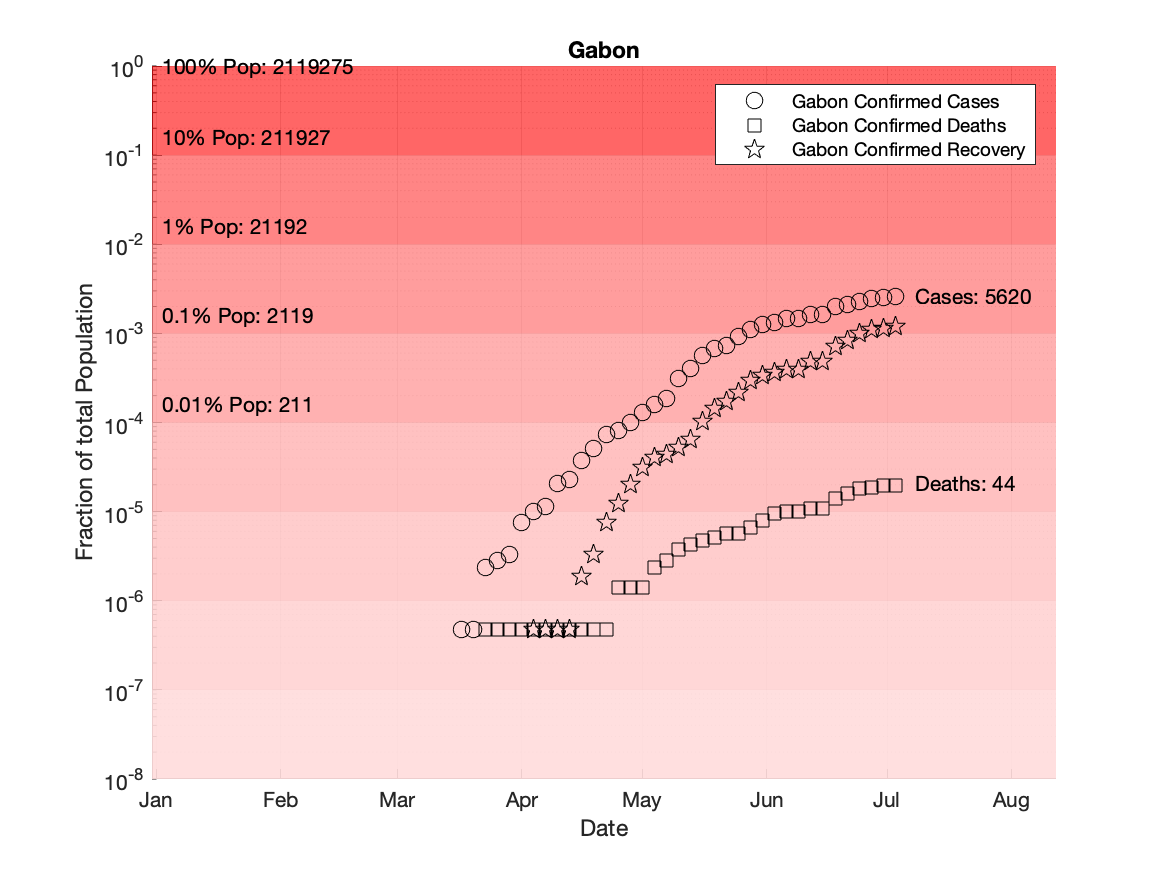 Gabon
10^0
100% Pop: 2119275
Gabon Confirmed Cases
Gabon Confirmed Deaths
Gabon Confirmed Recovery
10% Pop: 211927
10^-1
1% Pop: 21192
10^-2
Cases: 5620
0.1% Pop: 2119
10^-3
0.01% Pop: 211
10^-4
Deaths: 44
10^-5
10^-6
10^-7
10^-8
Fraction of total Population
Jan Feb Mar Apr May Jun Jul Aug
Date